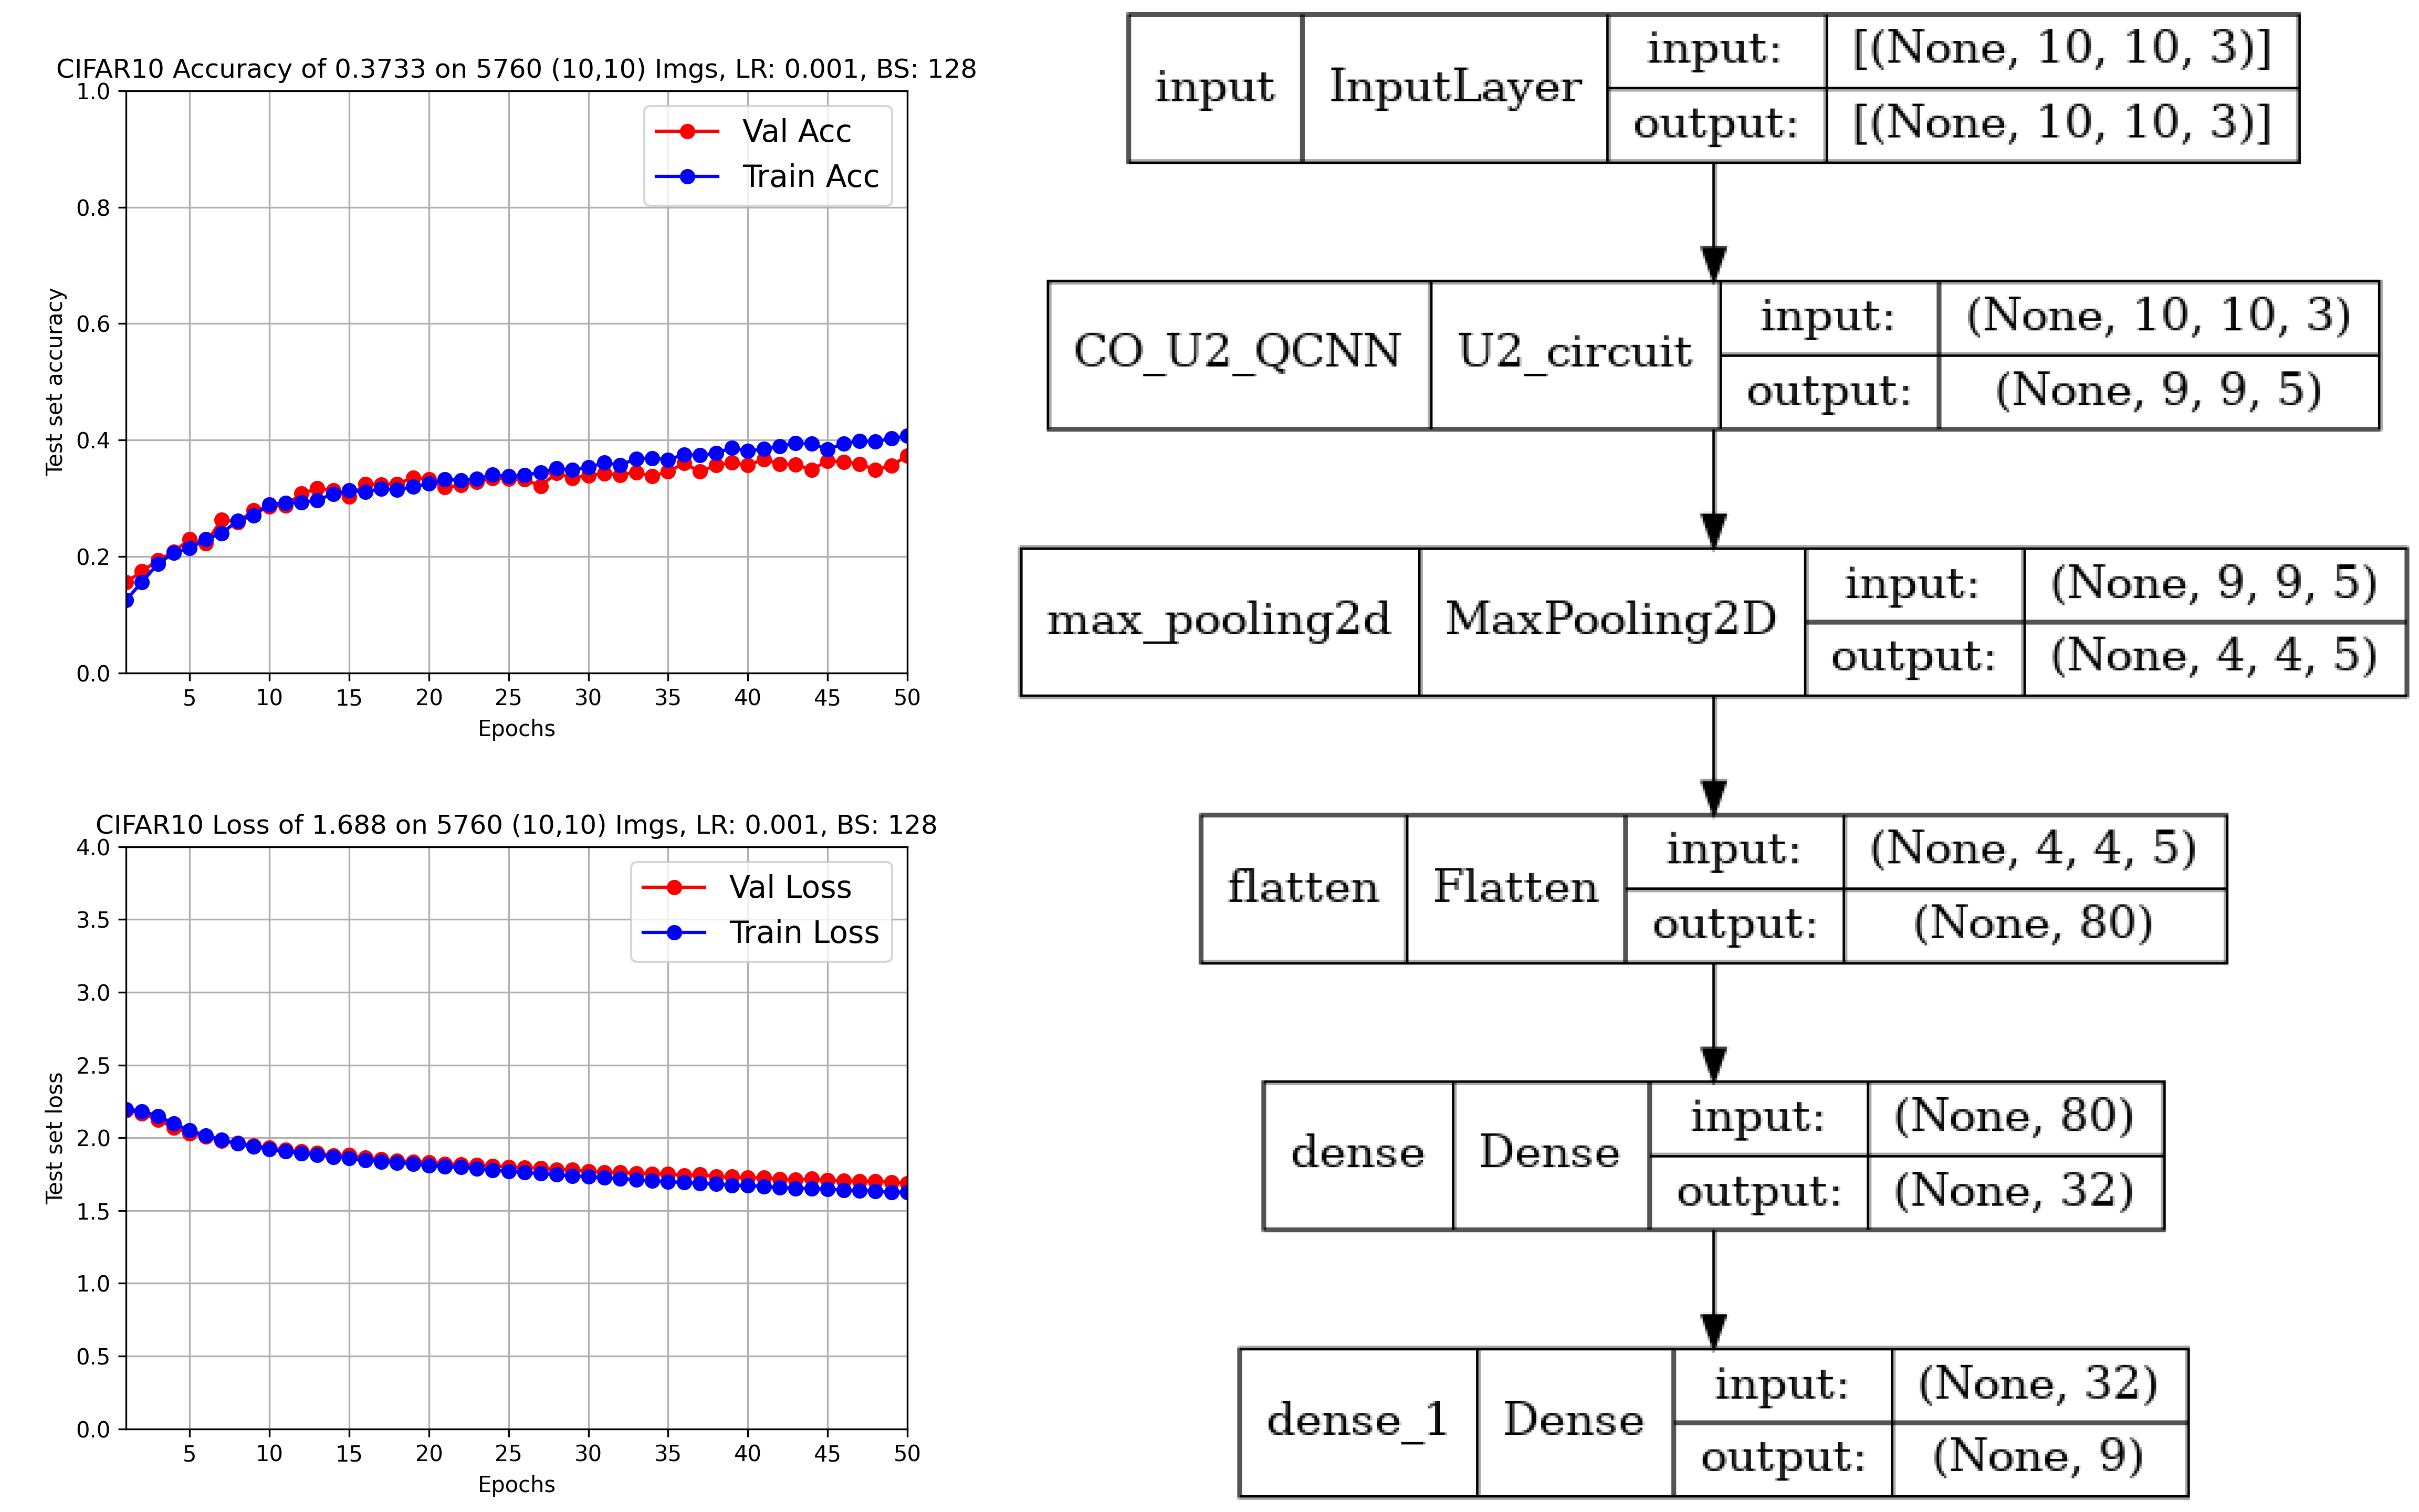 CIFAR10 Accuracy of 0.3733 on 5760 (10,10) Imgs, LR: 0.001, BS: 128
1.0
0.8
0.6
0.4
0.2
0.0
Test set accuracy
Val Acc
Train Acc
5 10 15 20 25 30 35 40 45 50
Epochs
CIFAR10 Loss of 1.688 on 5760 (10,10) Imgs, LR: 0.001, BS: 128
4.0
3.5
3.0
2.5
2.0
1.5
1.0
0.5
0.0
Test set loss
Val Loss
Train Loss
5 10 15 20 25 30 35 40 45 50
Epochs
input InputLayer
input: [(None, 10, 10, 3)]
output: [(None, 10, 10, 3)]
CO_U2_QCNN U2_circuit
input: (None, 10, 10, 3)
output: (None, 9, 9, 5)
max_pooling2d MaxPooling2D
input: (None, 9, 9, 5)
output: (None, 4, 4, 5)
flatten Flatten
input: (None, 4, 4, 5)
output: (None, 80)
dense Dense
input: (None, 80)
output: (None, 32)
dense_1 Dense
input: (None, 32)
output: (None, 9)